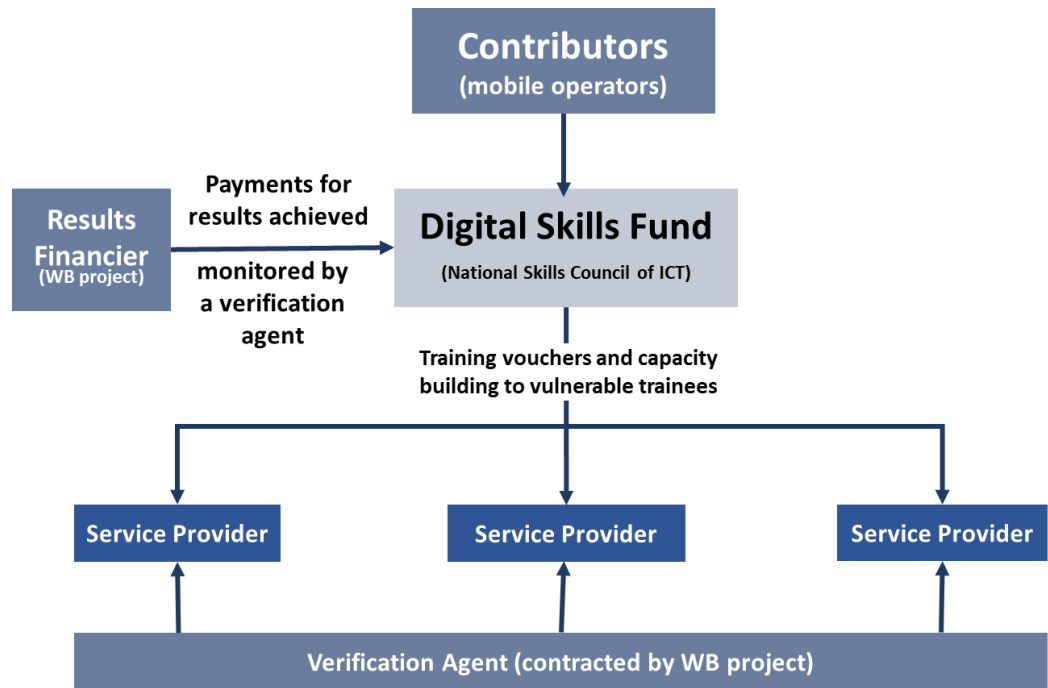 Contributors
(mobile operators)
Results
Financier
(WB project)
Payments for
results achieved
monitored by
a verification
agent
Digital Skills Fund
(National Skills Council of ICT)
Training vouchers and capacity
building to vulnerable trainees
Service Provider
Service Provider
Service Provider
Verification Agent (contracted by WB project)